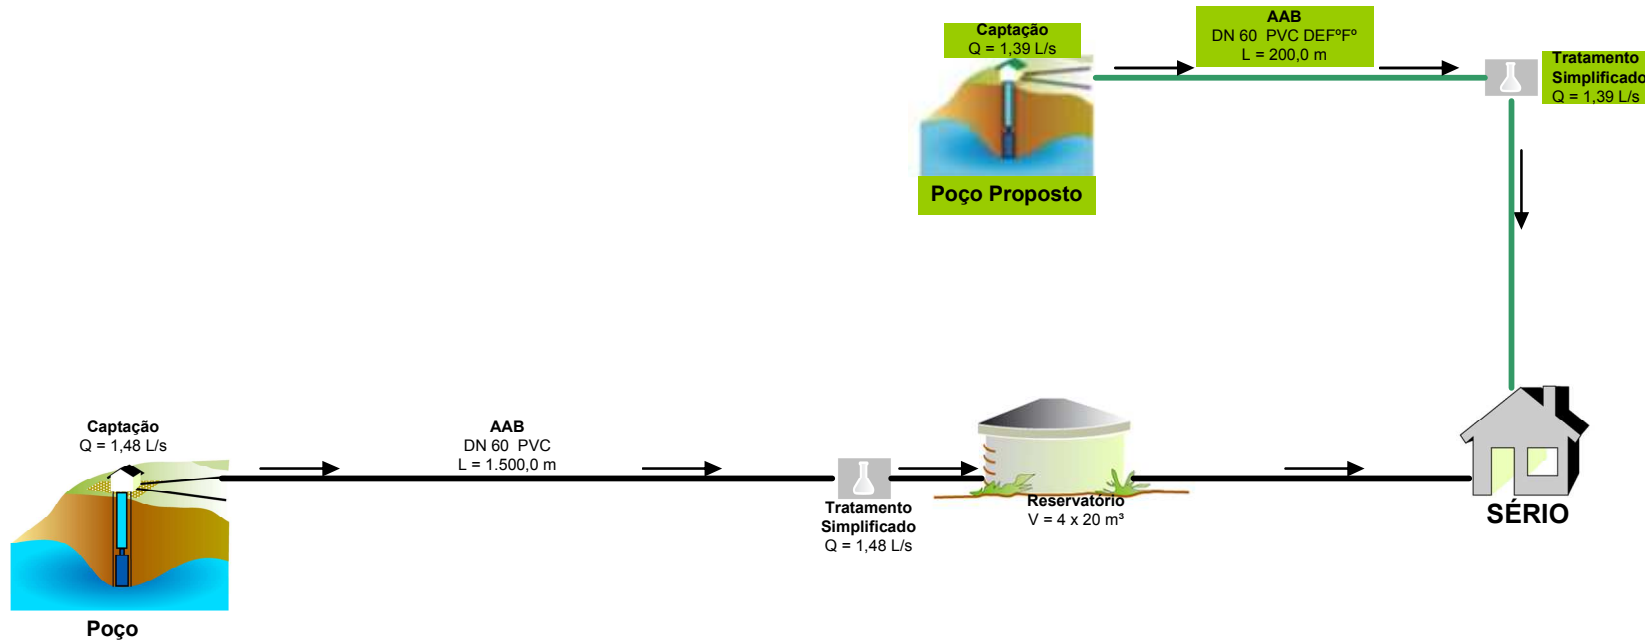 Captação
Q = 1,39 L/s
AAB
DN 60 PVC DEFºFº
L = 200,0 m
Tratamento
Simplificado
Q = 1,39 L/s
Poço Proposto
Captação
Q = 1,48 L/s
AAB
DN 60 PVC
L = 1.500,0 m
Tratamento
Simplificado
Q = 1,48 L/s
Reservatório
V = 4 x 20 m³
SÉRIO
Poço